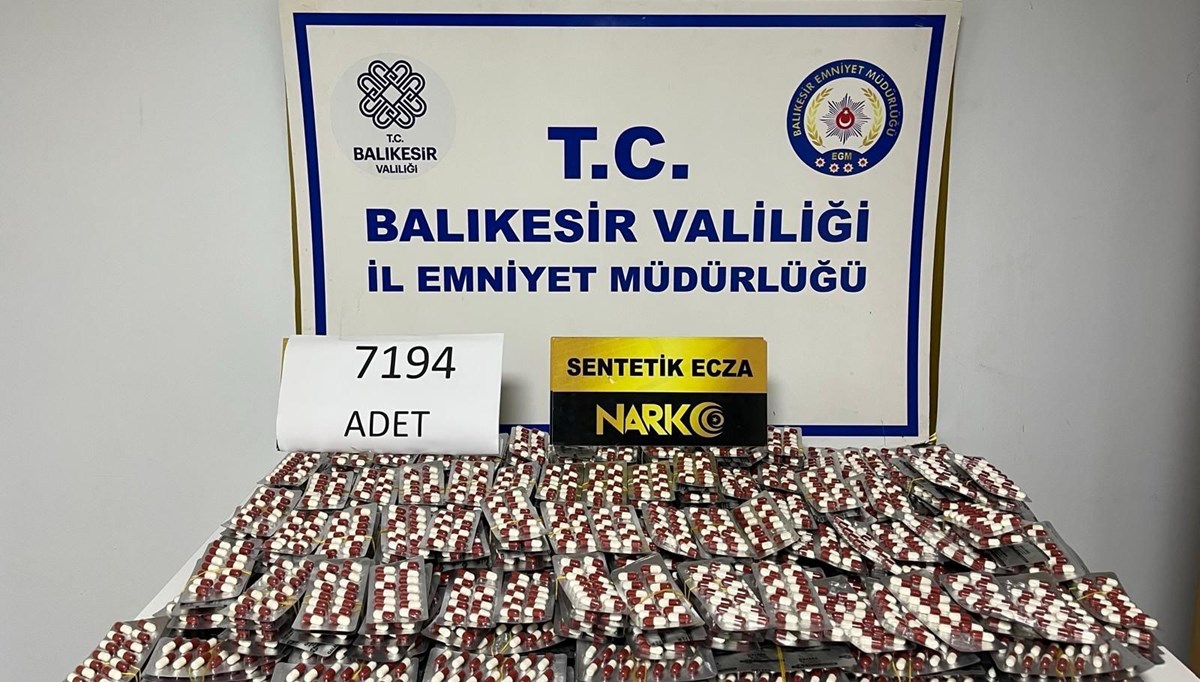 T.C.
BALIKESİR
VALİLİĞİ
BALIKESİR EMNİYET MÜDÜRLÜĞÜ
EGM
T.C.
BALIKESİR VALİLİĞİ
İL EMNİYET MÜDÜRLÜĞÜ
7194
ADET
SENTETİK ECZA
NARKO